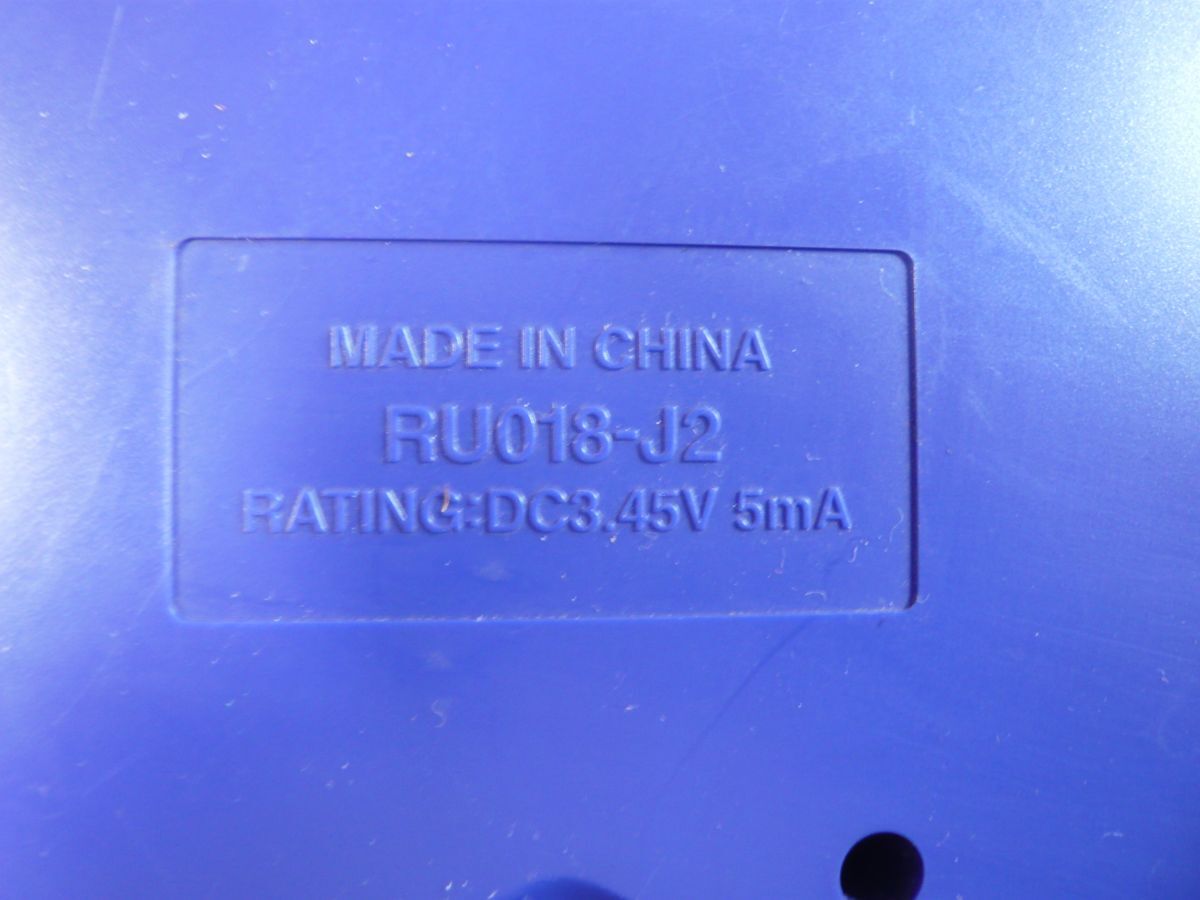 MADE IN CHINA
RU018-J2
RATING:DC3.45V 5mA